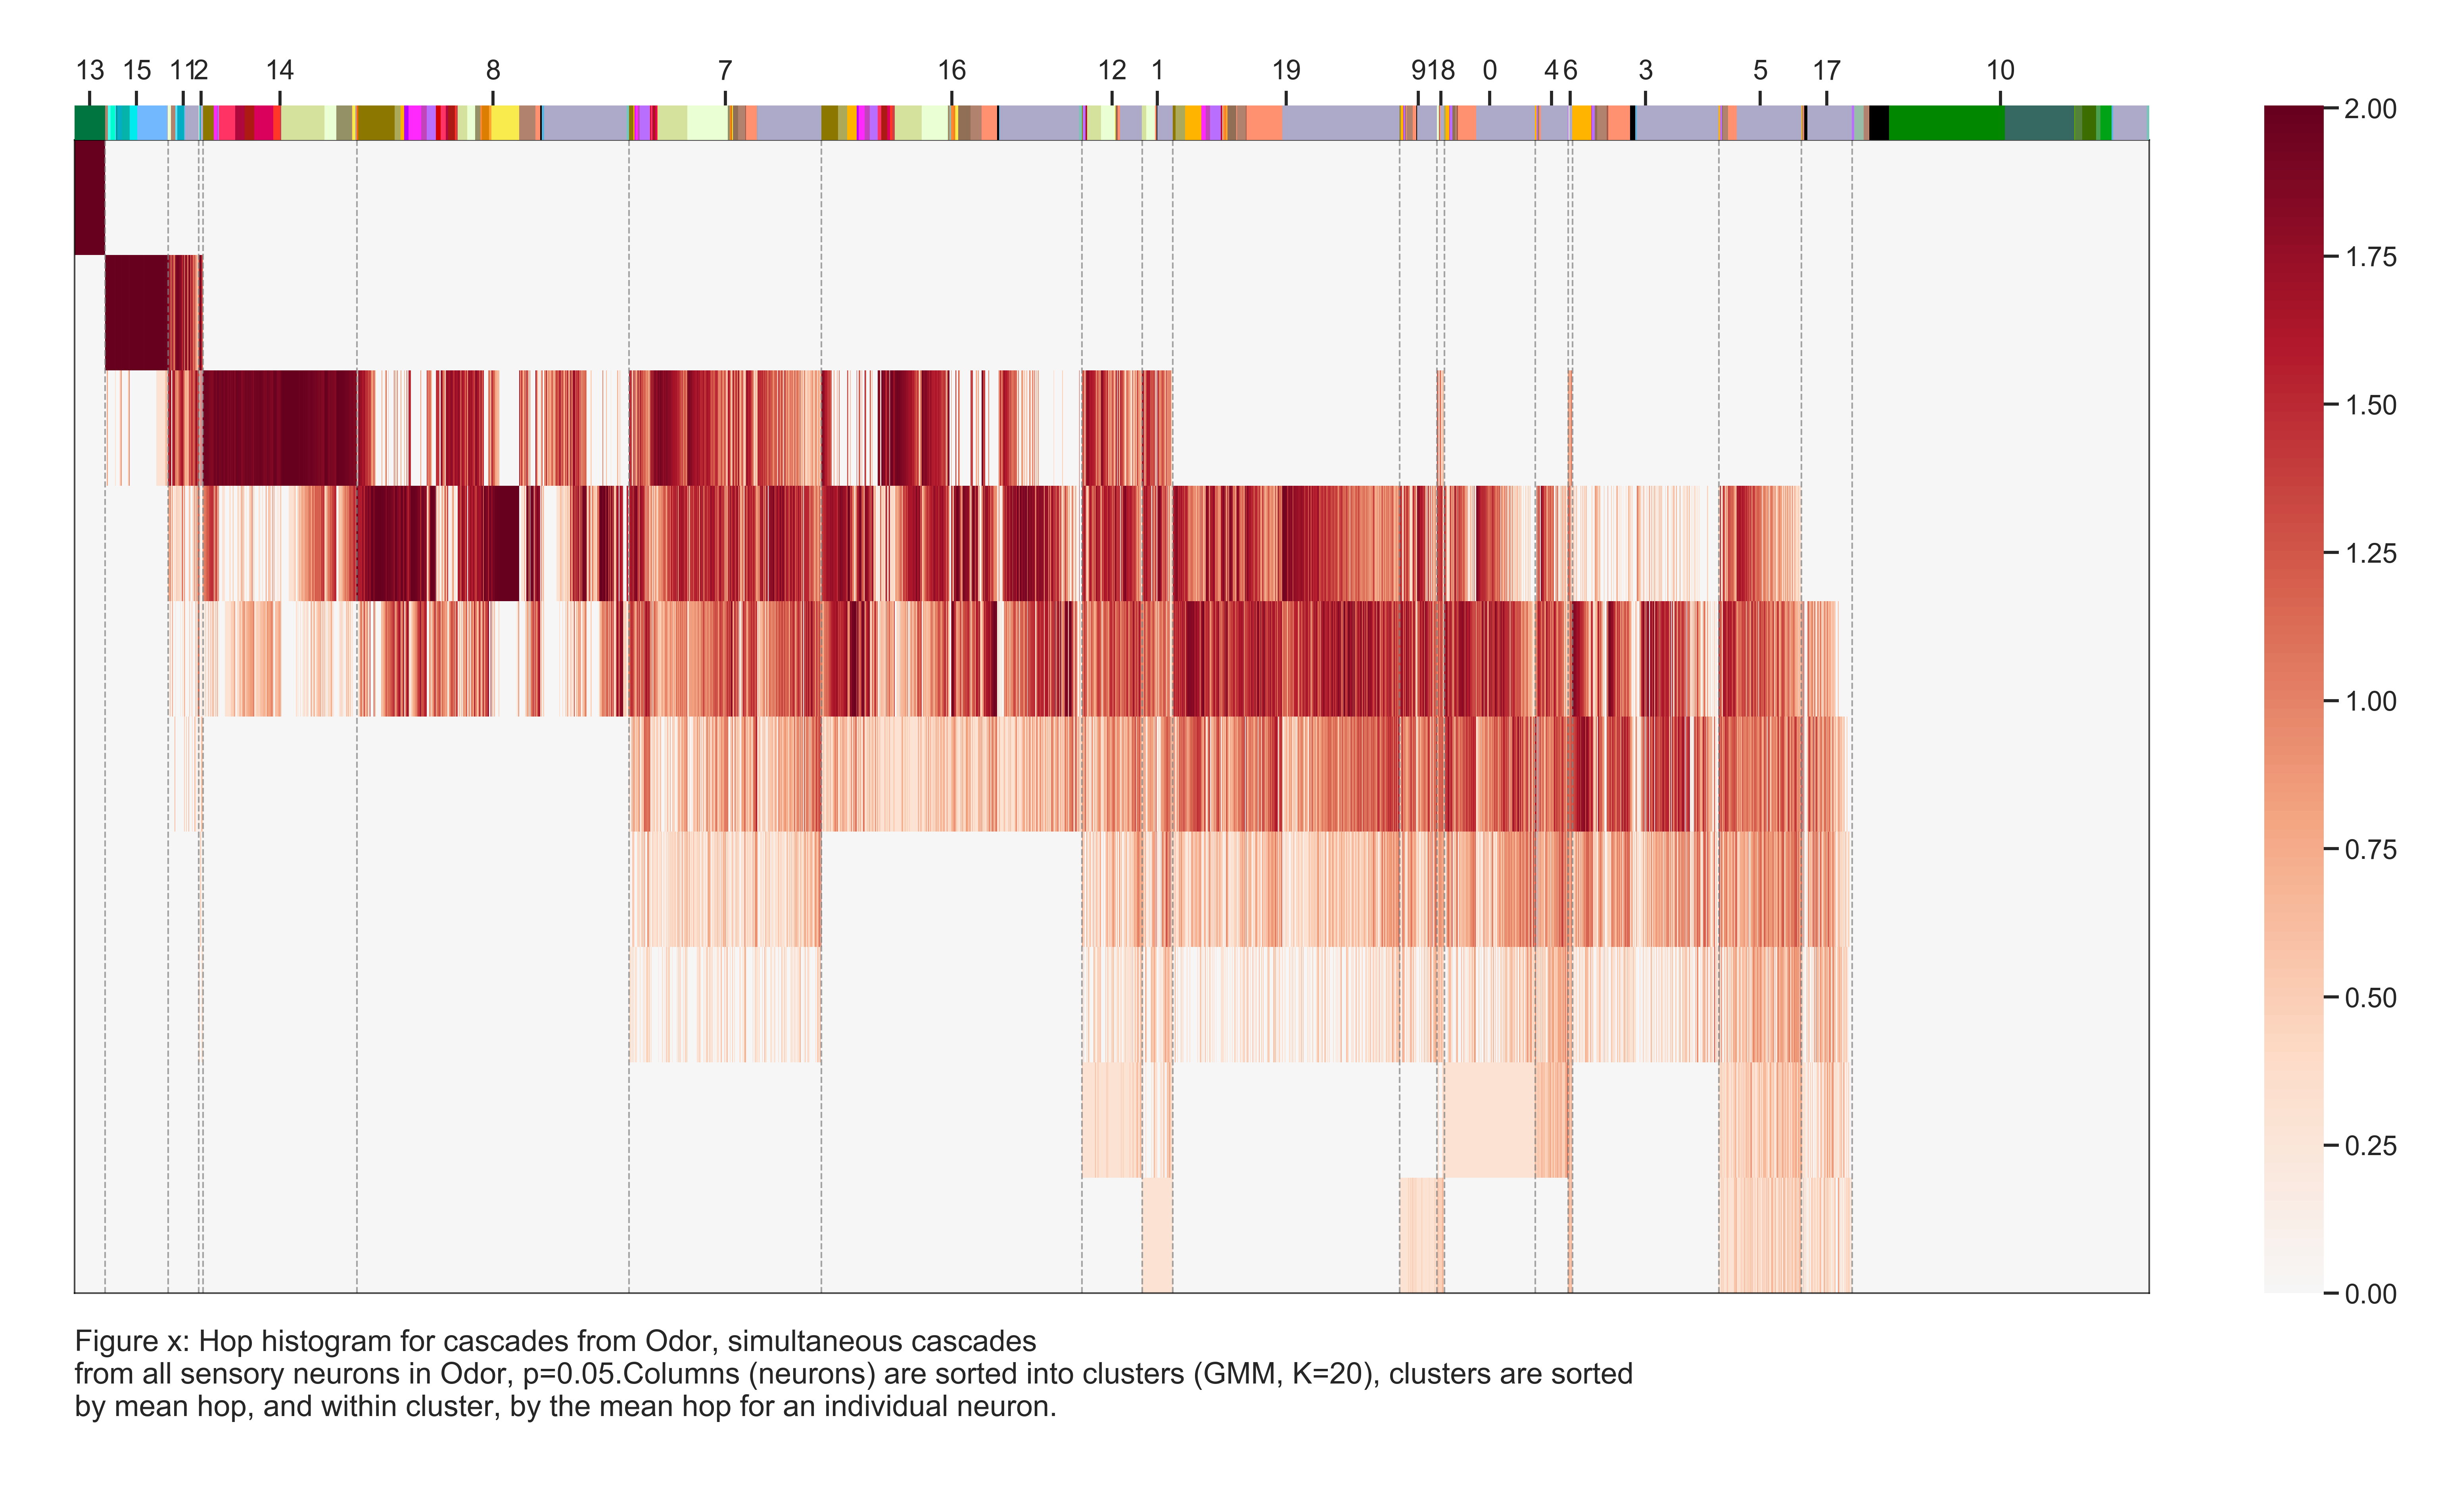 13 15 11 2 14 8 7 16 12 1 19 9 18 0 4 6 3 5 17 10
2.00
1.75
1.50
1.25
1.00
0.75
0.50
0.25
0.00
Figure x: Hop histogram for cascades from Odor, simultaneous cascades
from all sensory neurons in Odor, p=0.05.Columns (neurons) are sorted into clusters (GMM, K=20), clusters are sorted
by mean hop, and within cluster, by the mean hop for an individual neuron.